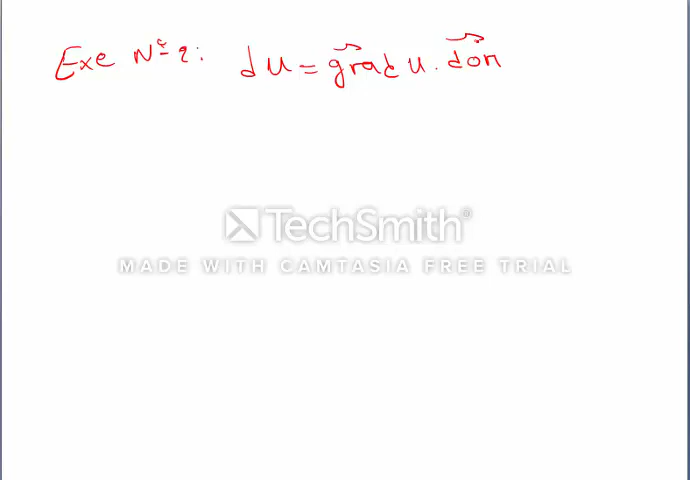 Exe N° 2: dU = grad U . dOM
TechSmith®
MADE WITH CAMTASIA FREE TRIAL